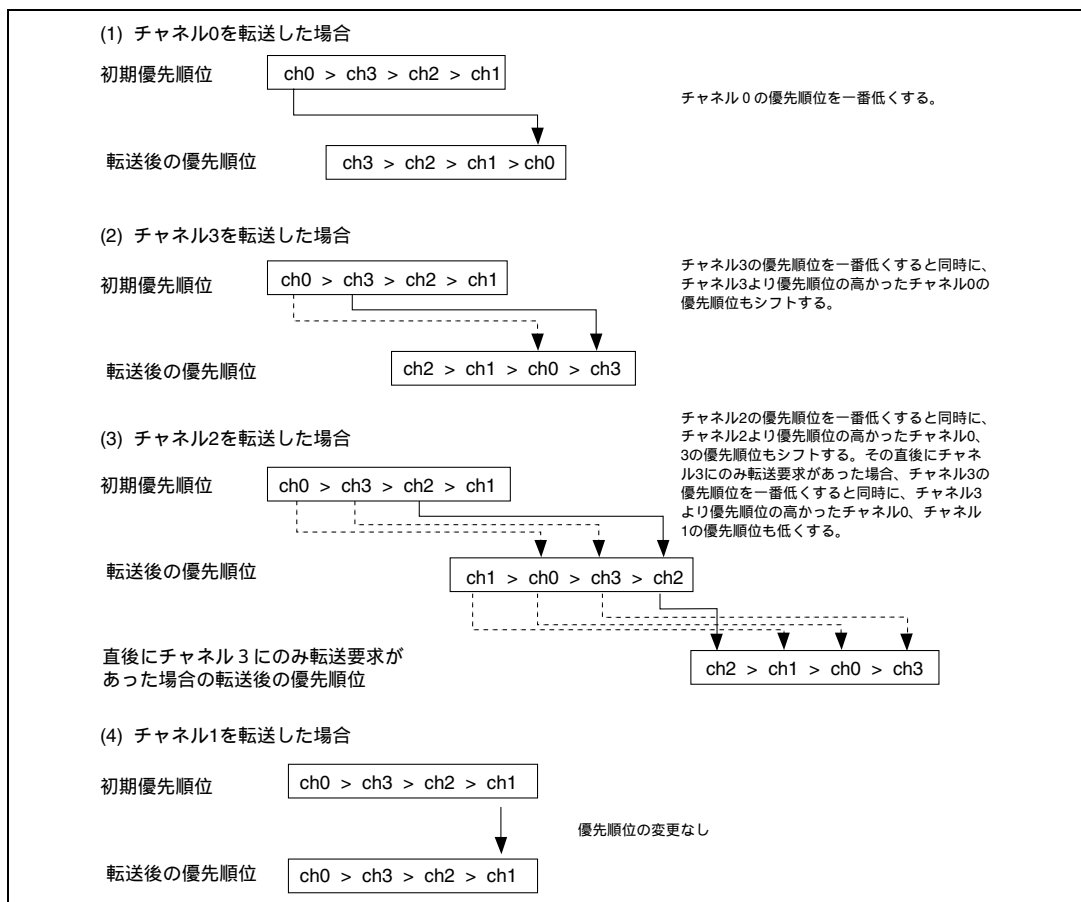 (1) チャネル0を転送した場合
初期優先順位
ch0 > ch3 > ch2 > ch1
チャネル０の優先順位を一番低くする。
転送後の優先順位
ch3 > ch2 > ch1 >ch0
(2) チャネル3を転送した場合
初期優先順位
ch0 > ch3 > ch2 > ch1
チャネル3の優先順位を一番低くすると同時に、
チャネル3より優先順位の高かったチャネル0の
優先順位もシフトする。
転送後の優先順位
ch2 > ch1 > ch0 > ch3
(3) チャネル2を転送した場合
初期優先順位
ch0 > ch3 > ch2 > ch1
チャネル2の優先順位を一番低くすると同時に、
チャネル2より優先順位の高かったチャネル0、
3の優先順位もシフトする。その直後にチャネ
ル3にのみ転送要求があった場合、チャネル3の
優先順位を一番低くすると同時に、チャネル3
より優先順位の高かったチャネル0、チャネル
1の優先順位も低くする。
転送後の優先順位
ch1 > ch0 > ch3 > ch2
直後にチャネル３にのみ転送要求が
あった場合の転送後の優先順位
ch2 > ch1 > ch0 > ch3
(4) チャネル1を転送した場合
初期優先順位
ch0 > ch3 > ch2 > ch1
優先順位の変更なし
転送後の優先順位
ch0 > ch3 > ch2 > ch1